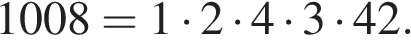 1008 = 1 · 2 · 4 · 3 · 42.